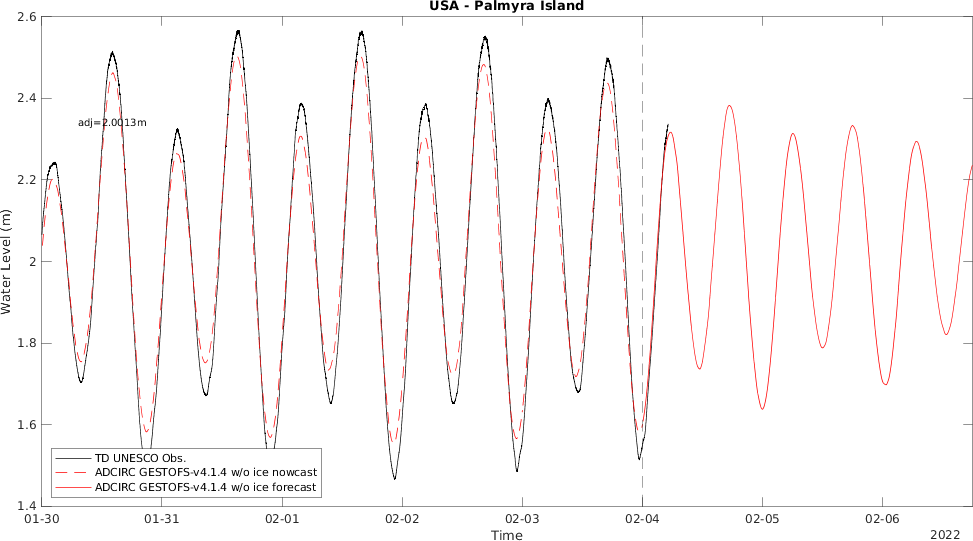 USA - Palmyra Island
2.6
2.4
adj=2.0013m
2.2
2
1.8
1.6
1.4
Water Level (m)
TD UNESCO Obs.
ADCIRC GESTOFS-v4.1.4 w/o ice nowcast
ADCIRC GESTOFS-v4.1.4 w/o ice forecast
01-30 01-31 02-01 02-02 02-03 02-04 02-05 02-06
Time
2022